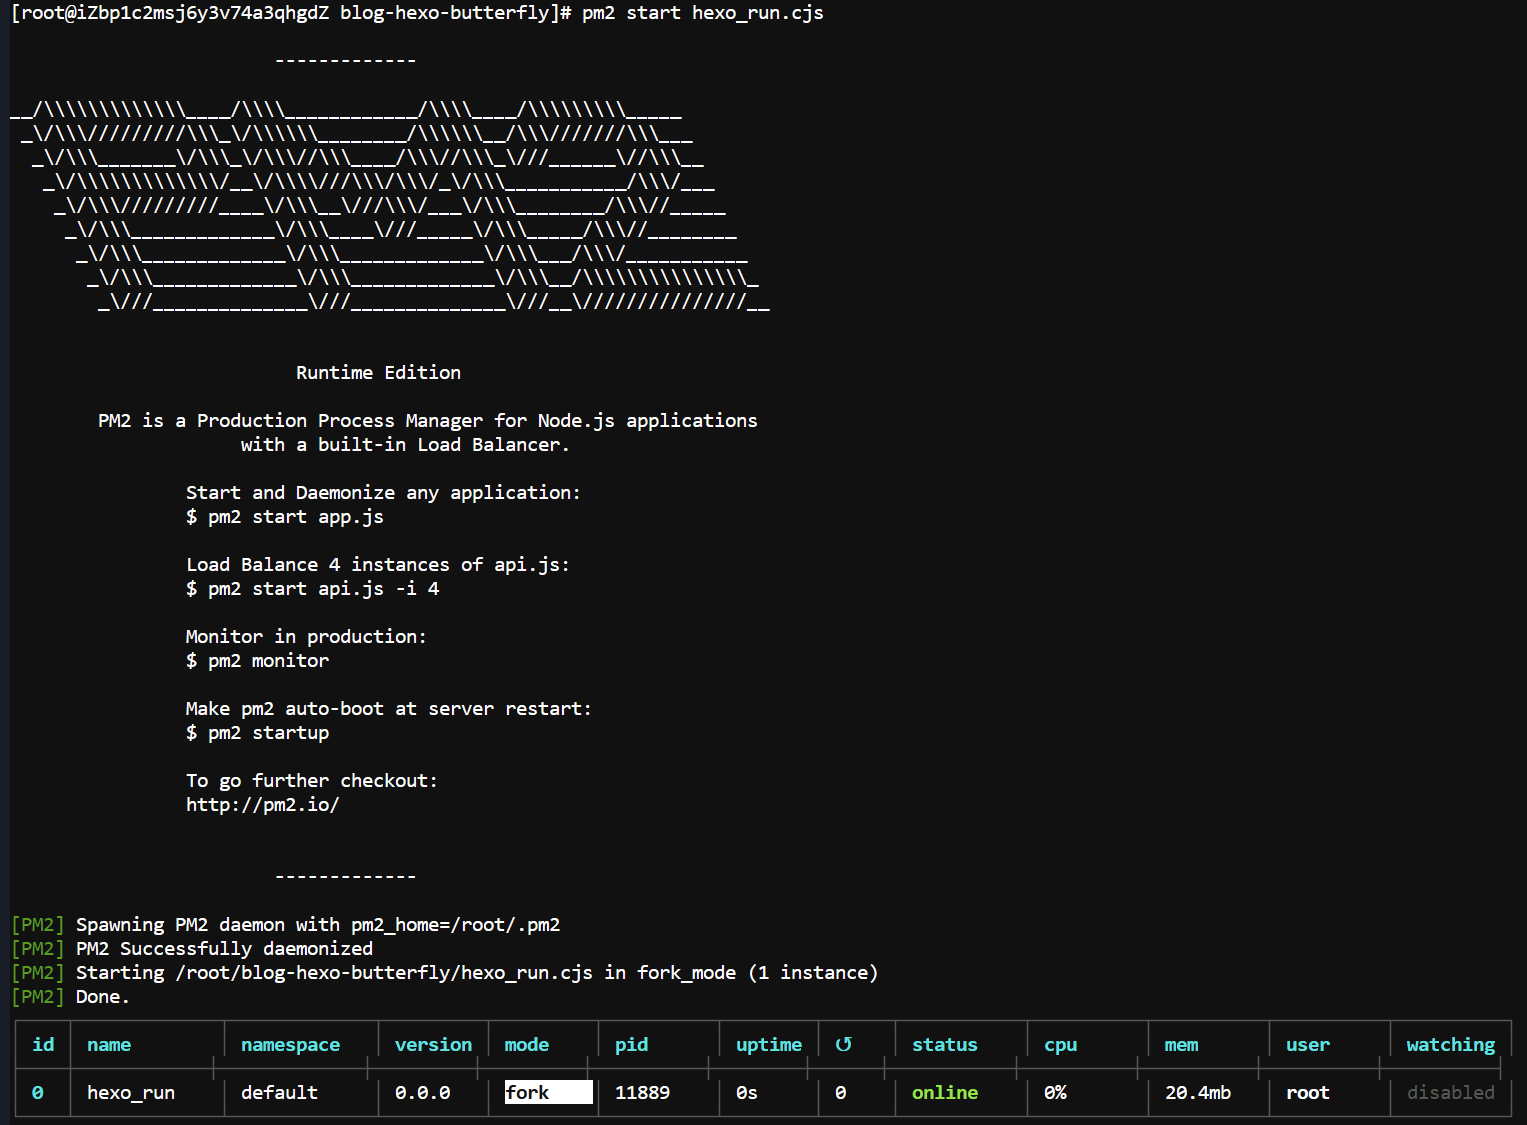 [root@iZbp1c2msj6y3v74a3qhgdZ blog-hexo-butterfly]# pm2 start hexo_run.cjs
-------------
__/\\\\\\\\\\\\\____/\\\\____________/\\\\____/\\\\\\\\\_____
_\/\\\/////////\\\_\/\\\\\\________/\\\\\\__/\\\///////\\\___
_\/\\\_______\/\\\_\/\\\//\\\____/\\\//\\\_\///______\//\\\__
_\/\\\\\\\\\\\\\/__\/\\\\///\\\/\\\/_\/\\\___________/\\\/___
_\/\\\/////////____\/\\\__\///\\\/___\/\\\________/\\\//_____
_\/\\\_____________\/\\\____\///_____\/\\\_____/\\\//________
_\/\\\_____________\/\\\_____________\/\\\___/\\\/___________
_\/\\\_____________\/\\\_____________\/\\\__/\\\\\\\\\\\\\\\_
_\///______________\///______________\///__\///////////////__
Runtime Edition
PM2 is a Production Process Manager for Node.js applications
with a built-in Load Balancer.
Start and Daemonize any application:
$ pm2 start app.js
Load Balance 4 instances of api.js:
$ pm2 start api.js -i 4
Monitor in production:
$ pm2 monitor
Make pm2 auto-boot at server restart:
$ pm2 startup
To go further checkout:
http://pm2.io/
-------------
[PM2] Spawning PM2 daemon with pm2_home=/root/.pm2
[PM2] PM2 Successfully daemonized
[PM2] Starting /root/blog-hexo-butterfly/hexo_run.cjs in fork_mode (1 instance)
[PM2] Done.
id name namespace version mode pid uptime ↺ status cpu mem user watching
0 hexo_run default 0.0.0 fork 11889 0s 0 online 0% 20.4mb root disabled